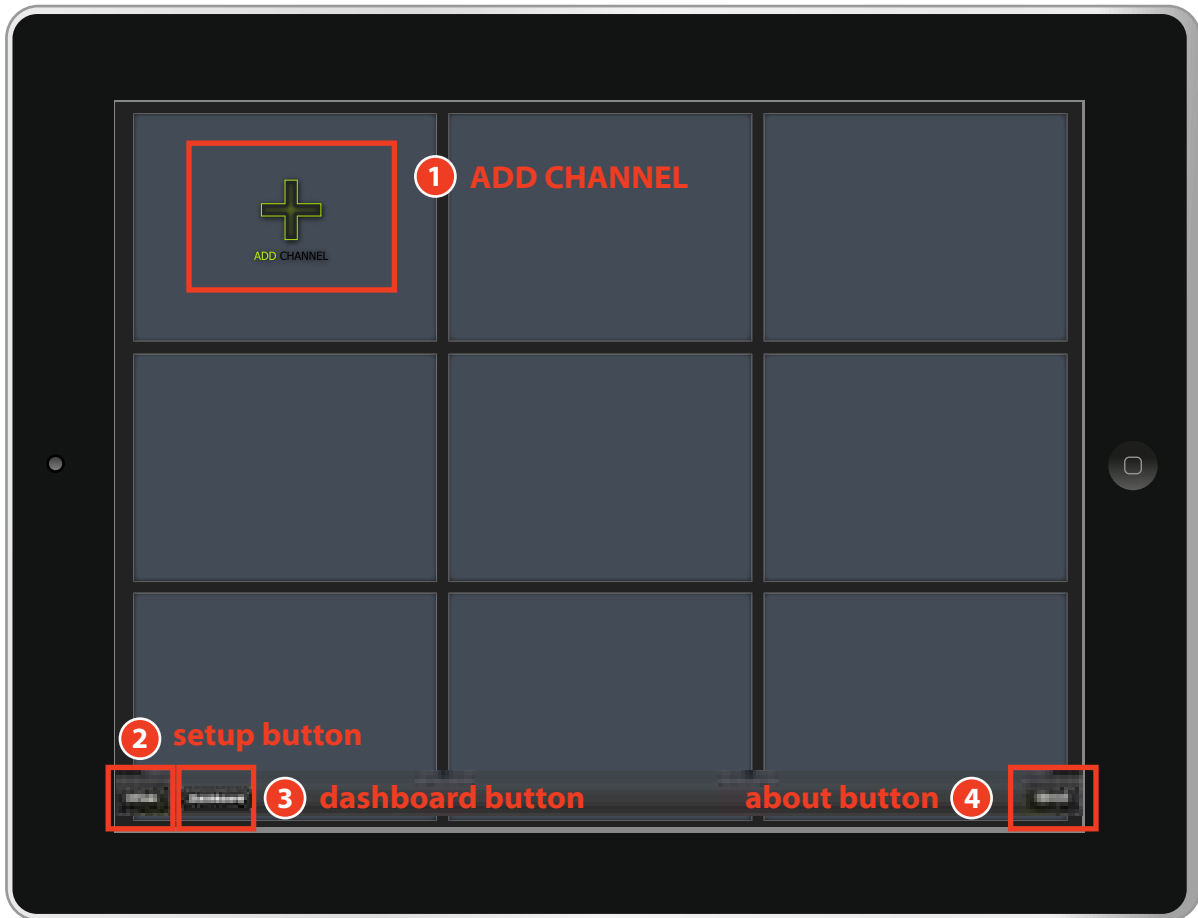 1 ADD CHANNEL
ADD CHANNEL
2 setup button
3 dashboard button
about button 4